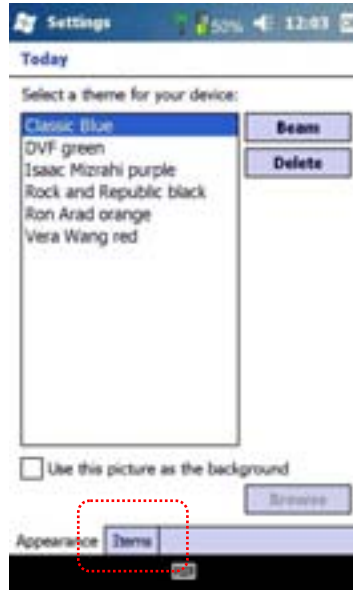 Settings 50% 12:03
Today
Select a theme for your device:
Classic Blue
Beam
DVF green
Delete
Isaac Mizrahi purple
Rock and Republic black
Ron Arad orange
Vera Wang red
Use this picture as the background
Browse
Appearance Items